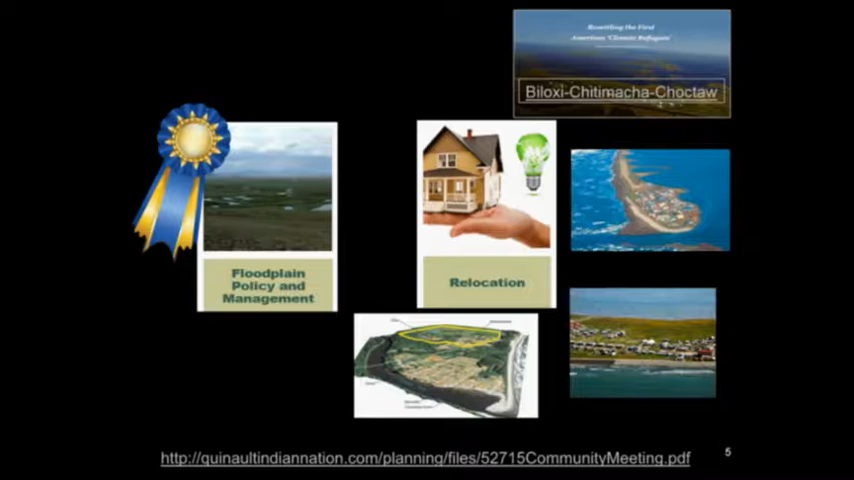 Resettling the First
American 'Climate Refugees'
Biloxi-Chitimacha-Choctaw
Floodplain
Policy and
Management
Relocation
http://quinaultindiannation.com/planning/files/52715CommunityMeeting.pdf
5